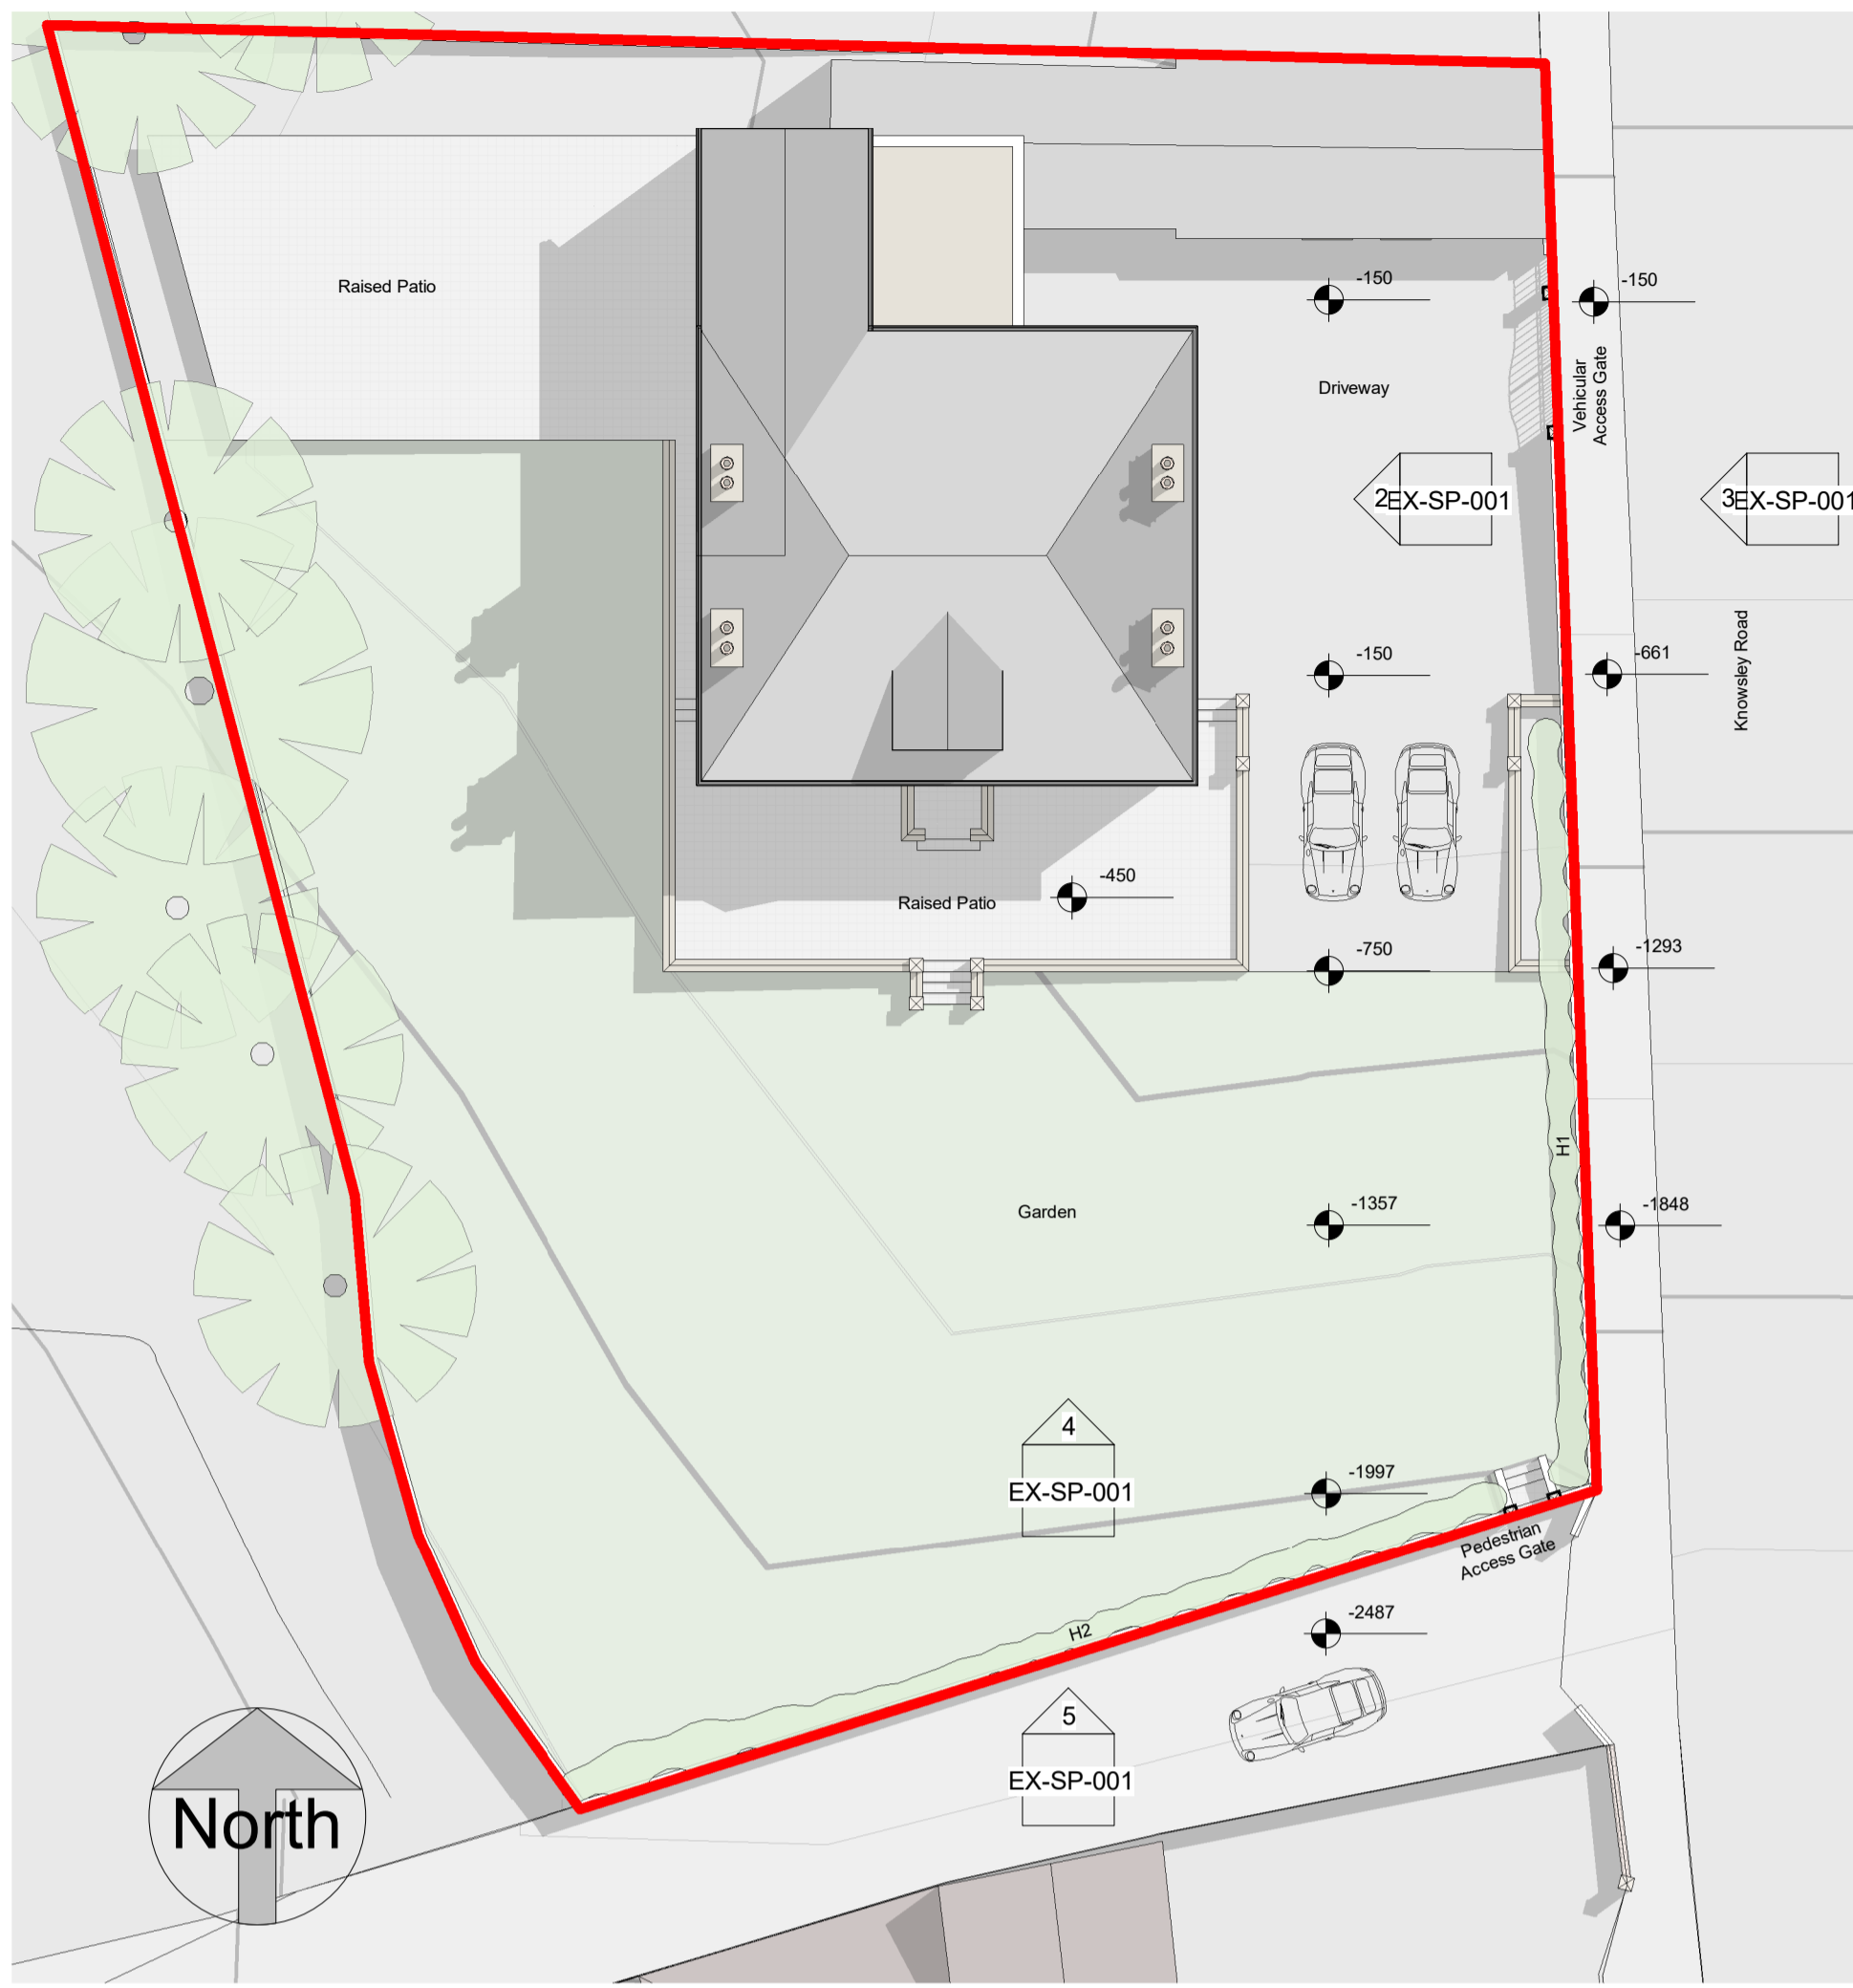 Raised Patio
-150
-150
Driveway
Vehicular
Access Gate
2
EX-SP-001
3
EX-SP-001
-150
-661
Knowsley Road
-450
Raised Patio
-750
-1293
H1
Garden
-1357
-1848
4
EX-SP-001
-1997
Pedestrian
Access Gate
H2
-2487
5
EX-SP-001
North